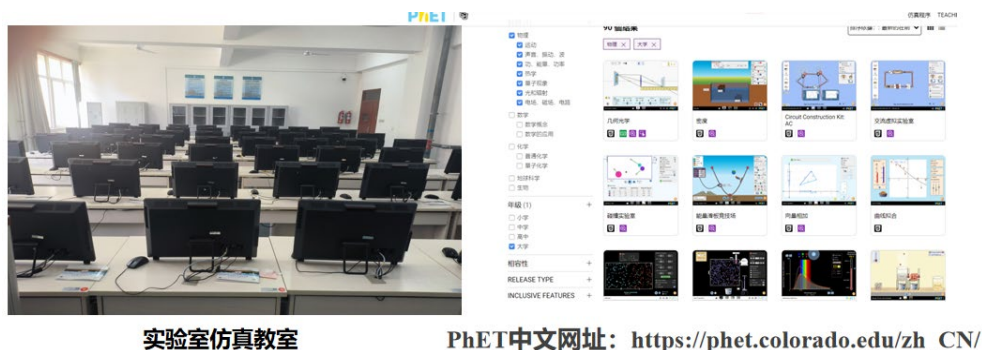 PhET
仿真程序 TEACHI
物理
运动
声音、振动、波
功、能量、功率
热学
量子现象
光和辐射
电场、磁场、电路
数学
数学概念
数学的应用
化学
普通化学
量子化学
地球科学
生物
年级 (1)
小学
中学
高中
大学
相容性
RELEASE TYPE
INCLUSIVE FEATURES
物理 × 大学 ×
几何光学
密度
Circuit Construction Kit: AC
交流虚拟实验室
碰撞实验室
能量滑板竞技场
向量相加
曲线拟合
实验室仿真教室
PhET中文网址：https://phet.colorado.edu/zh_CN/